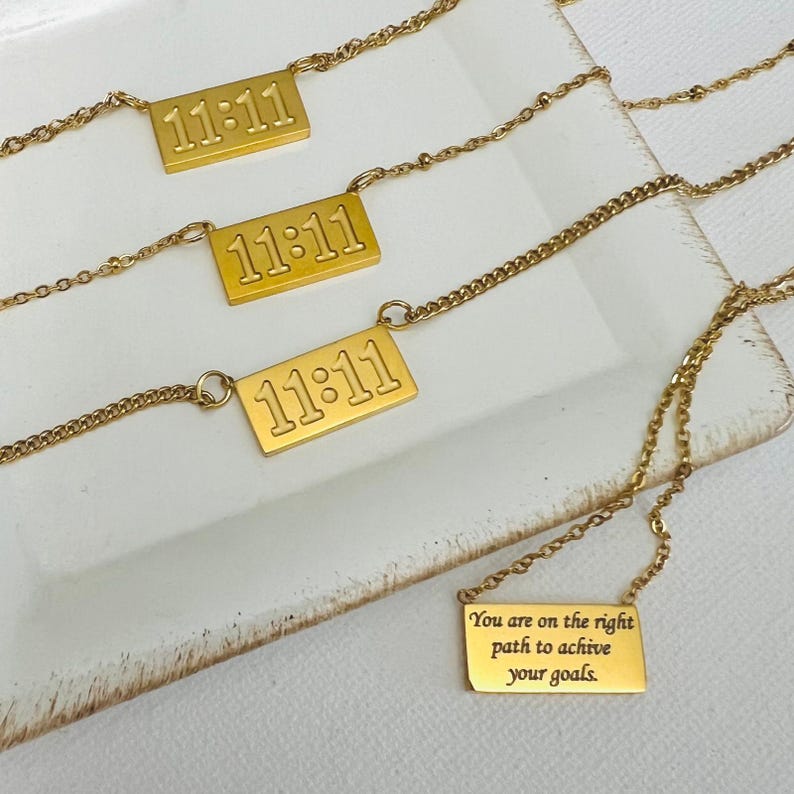 11:11
11:11
11:11
You are on the right
path to achive
your goals.